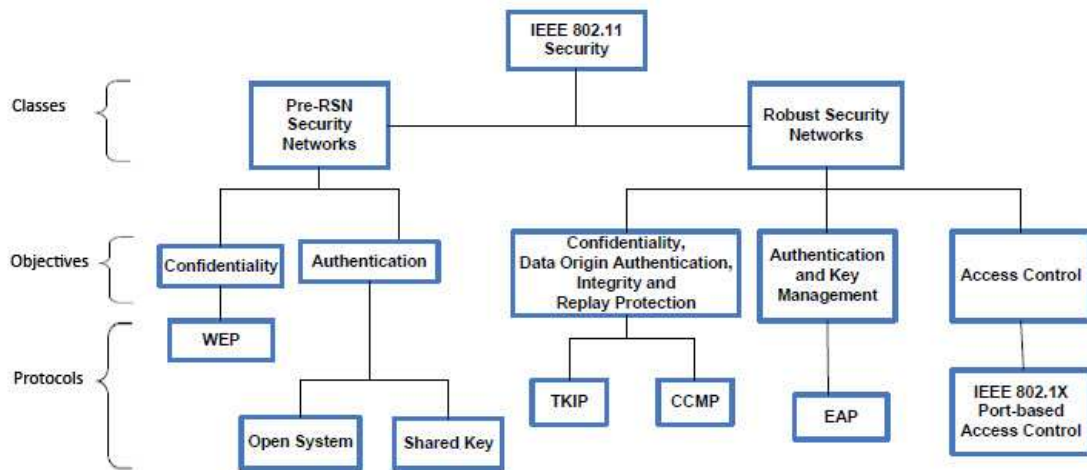 IEEE 802.11
Security
Classes
Pre-RSN
Security
Networks
Robust Security
Networks
Objectives
Confidentiality
Authentication
Confidentiality,
Data Origin Authentication,
Integrity and
Replay Protection
Authentication
and Key
Management
Access Control
Protocols
WEP
Open System
Shared Key
TKIP
CCMP
EAP
IEEE 802.1X
Port-based
Access Control